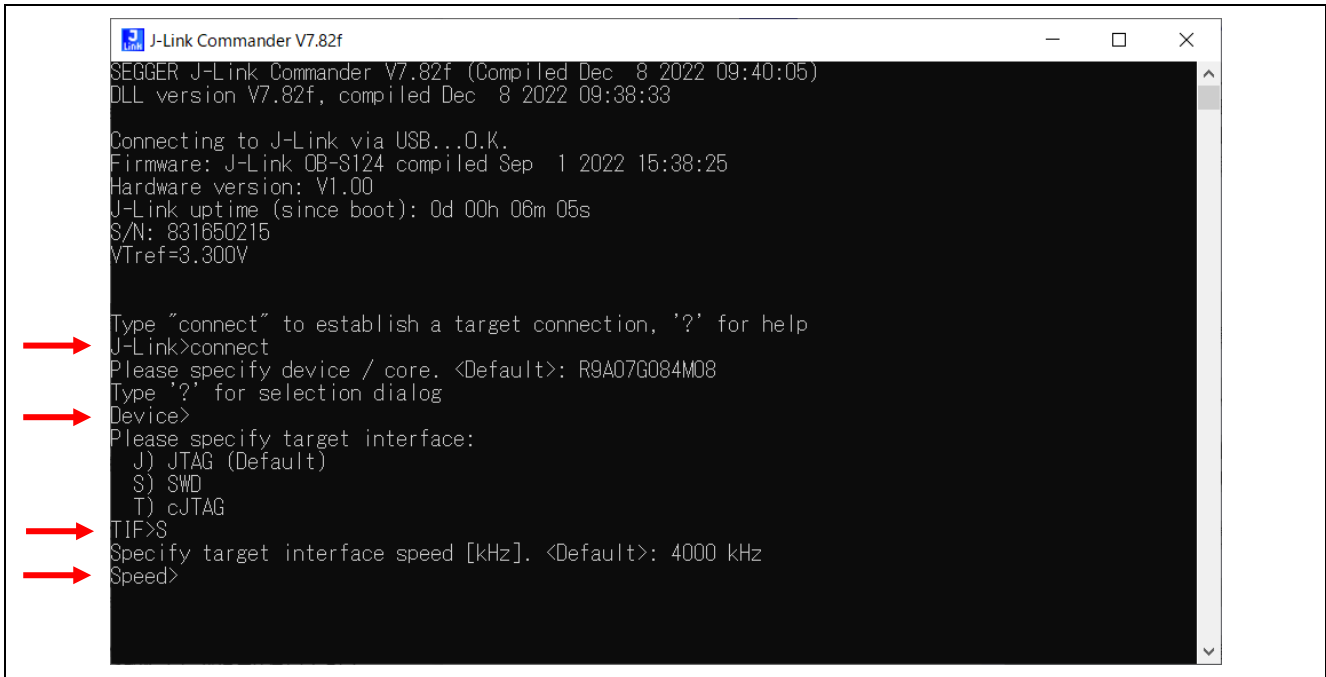 J-Link Commander V7.82f
SEGGER J-Link Commander V7.82f (Compiled Dec  8 2022 09:40:05)
DLL version V7.82f, compiled Dec  8 2022 09:38:33
Connecting to J-Link via USB...O.K.
Firmware: J-Link OB-S124 compiled Sep  1 2022 15:38:25
Hardware version: V1.00
J-Link uptime (since boot): 0d 00h 06m 05s
S/N: 831650215
VTref=3.300V
Type "connect" to establish a target connection, '?' for help
J-Link>connect
Please specify device / core. <Default>: R9A07G084M08
Type '?' for selection dialog
Device>
Please specify target interface:
  J) JTAG (Default)
  S) SWD
  T) cJTAG
TIF>S
Specify target interface speed [kHz]. <Default>: 4000 kHz
Speed>